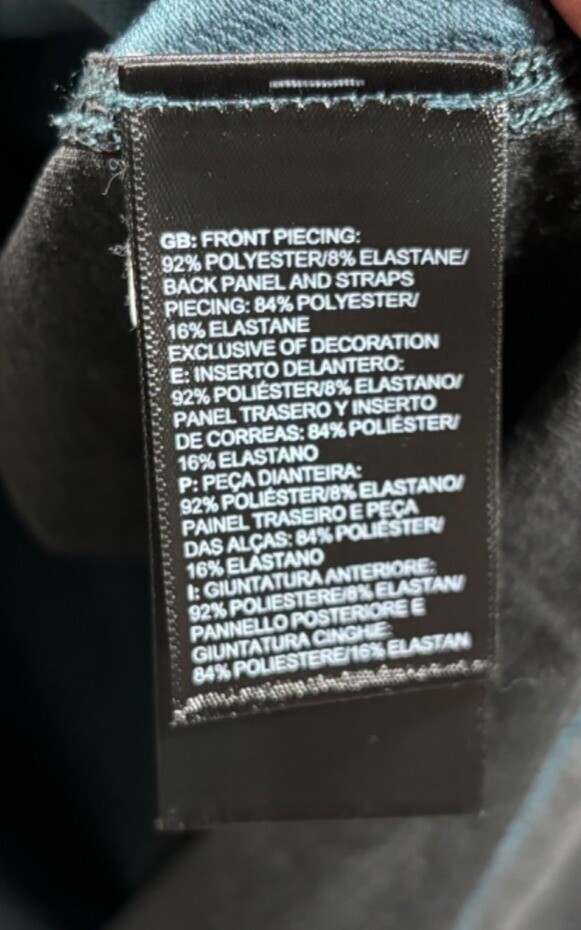 GB: FRONT PIECING:
92% POLYESTER/8% ELASTANE/
BACK PANEL AND STRAPS
PIECING: 84% POLYESTER/
16% ELASTANE
EXCLUSIVE OF DECORATION
E: INSERTO DELANTERO:
92% POLIÉSTER/8% ELASTANO/
PANEL TRASERO Y INSERTO
DE CORREAS: 84% POLIÉSTER/
16% ELASTANO
P: PEÇA DIANTEIRA:
92% POLIÉSTER/8% ELASTANO/
PAINEL TRASEIRO E PEÇA
DAS ALÇAS: 84% POLIÉSTER/
16% ELASTANO
I: GIUNTATURA ANTERIORE:
92% POLIESTERE/8% ELASTAN/
PANNELLO POSTERIORE E
GIUNTATURA CINGHIE:
84% POLIESTERE/16% ELASTAN